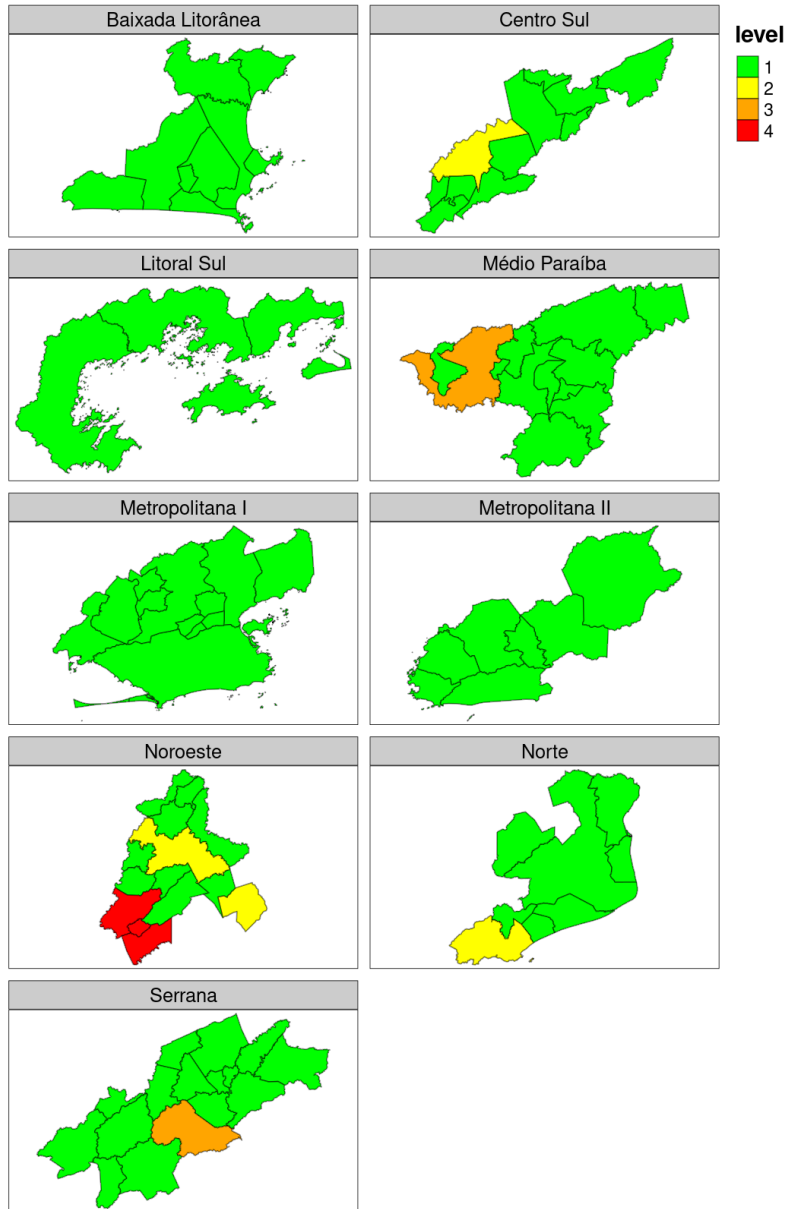 Baixada Litorânea
Centro Sul
level
1
2
3
4
Litoral Sul
Médio Paraíba
Metropolitana I
Metropolitana II
Noroeste
Norte
Serrana